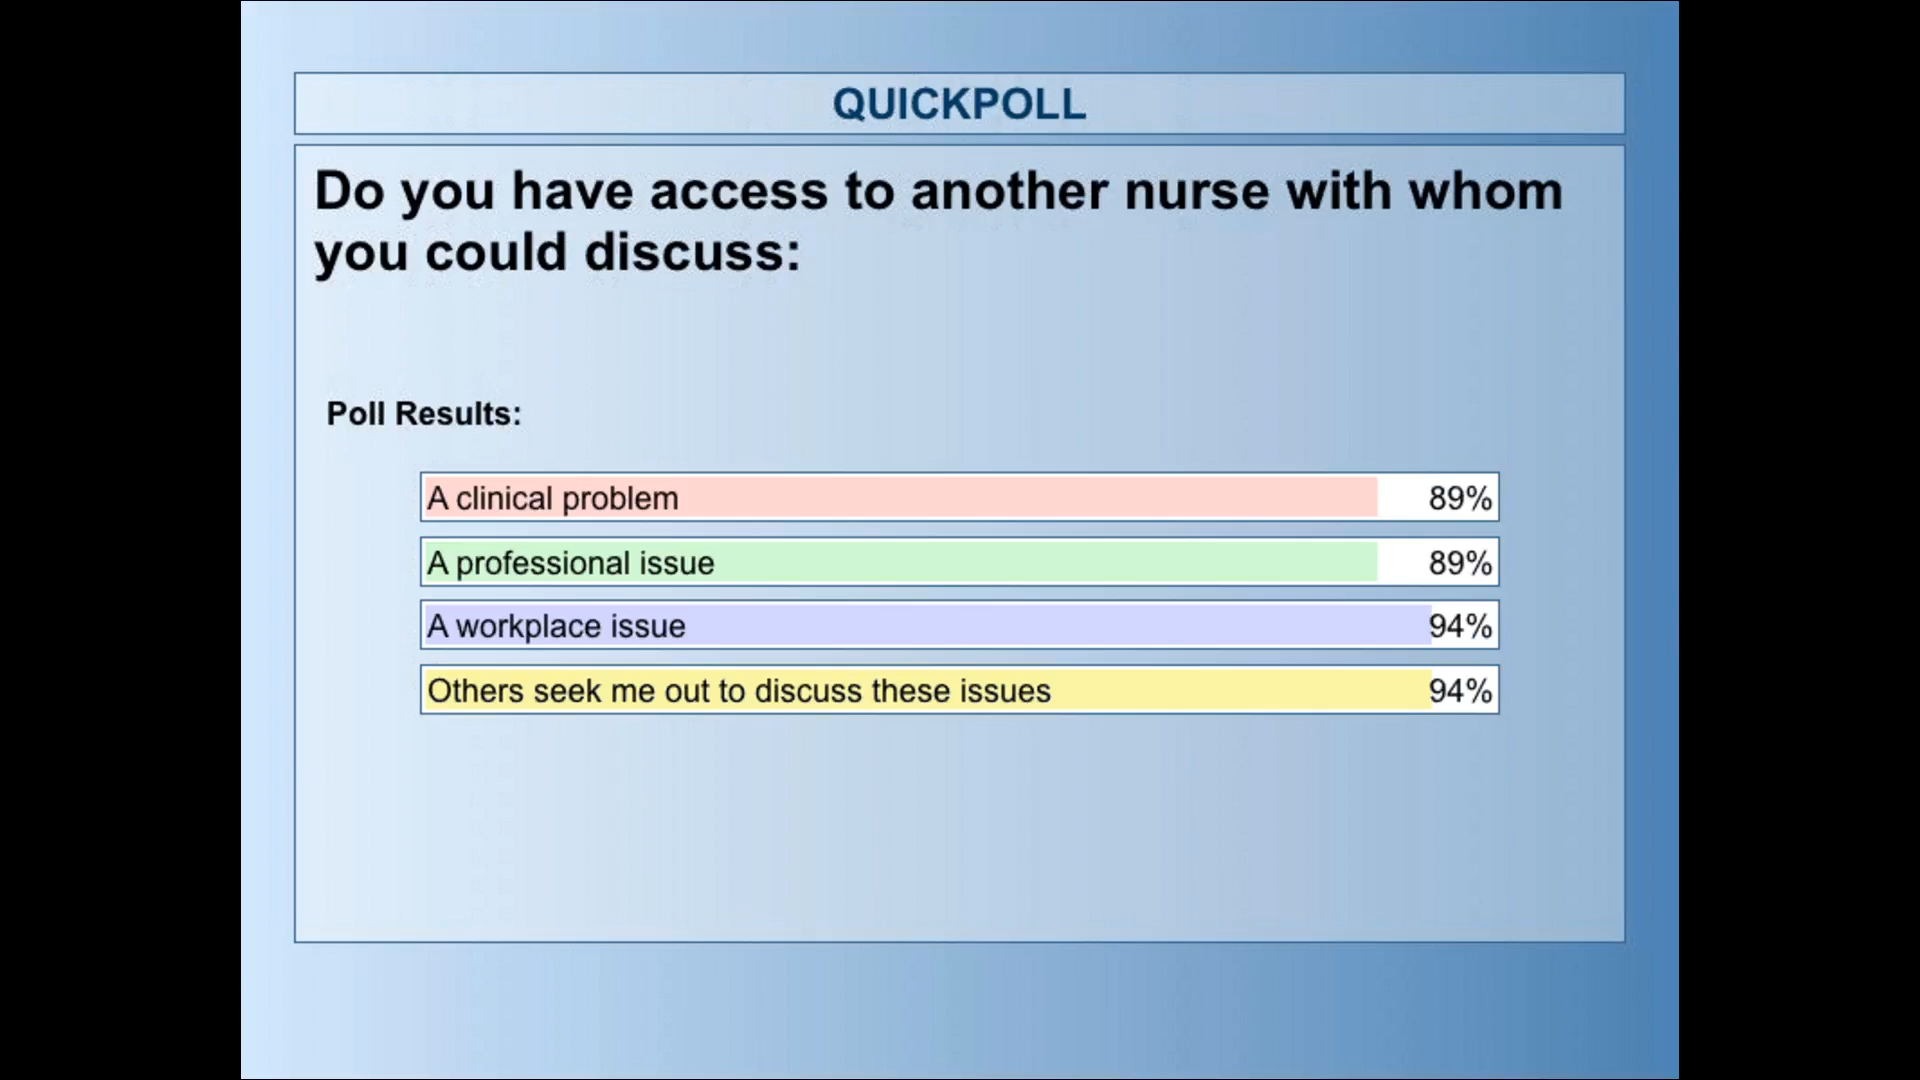 QUICKPOLL
Do you have access to another nurse with whom
you could discuss:
Poll Results:
A clinical problem 89%
A professional issue 89%
A workplace issue 94%
Others seek me out to discuss these issues 94%